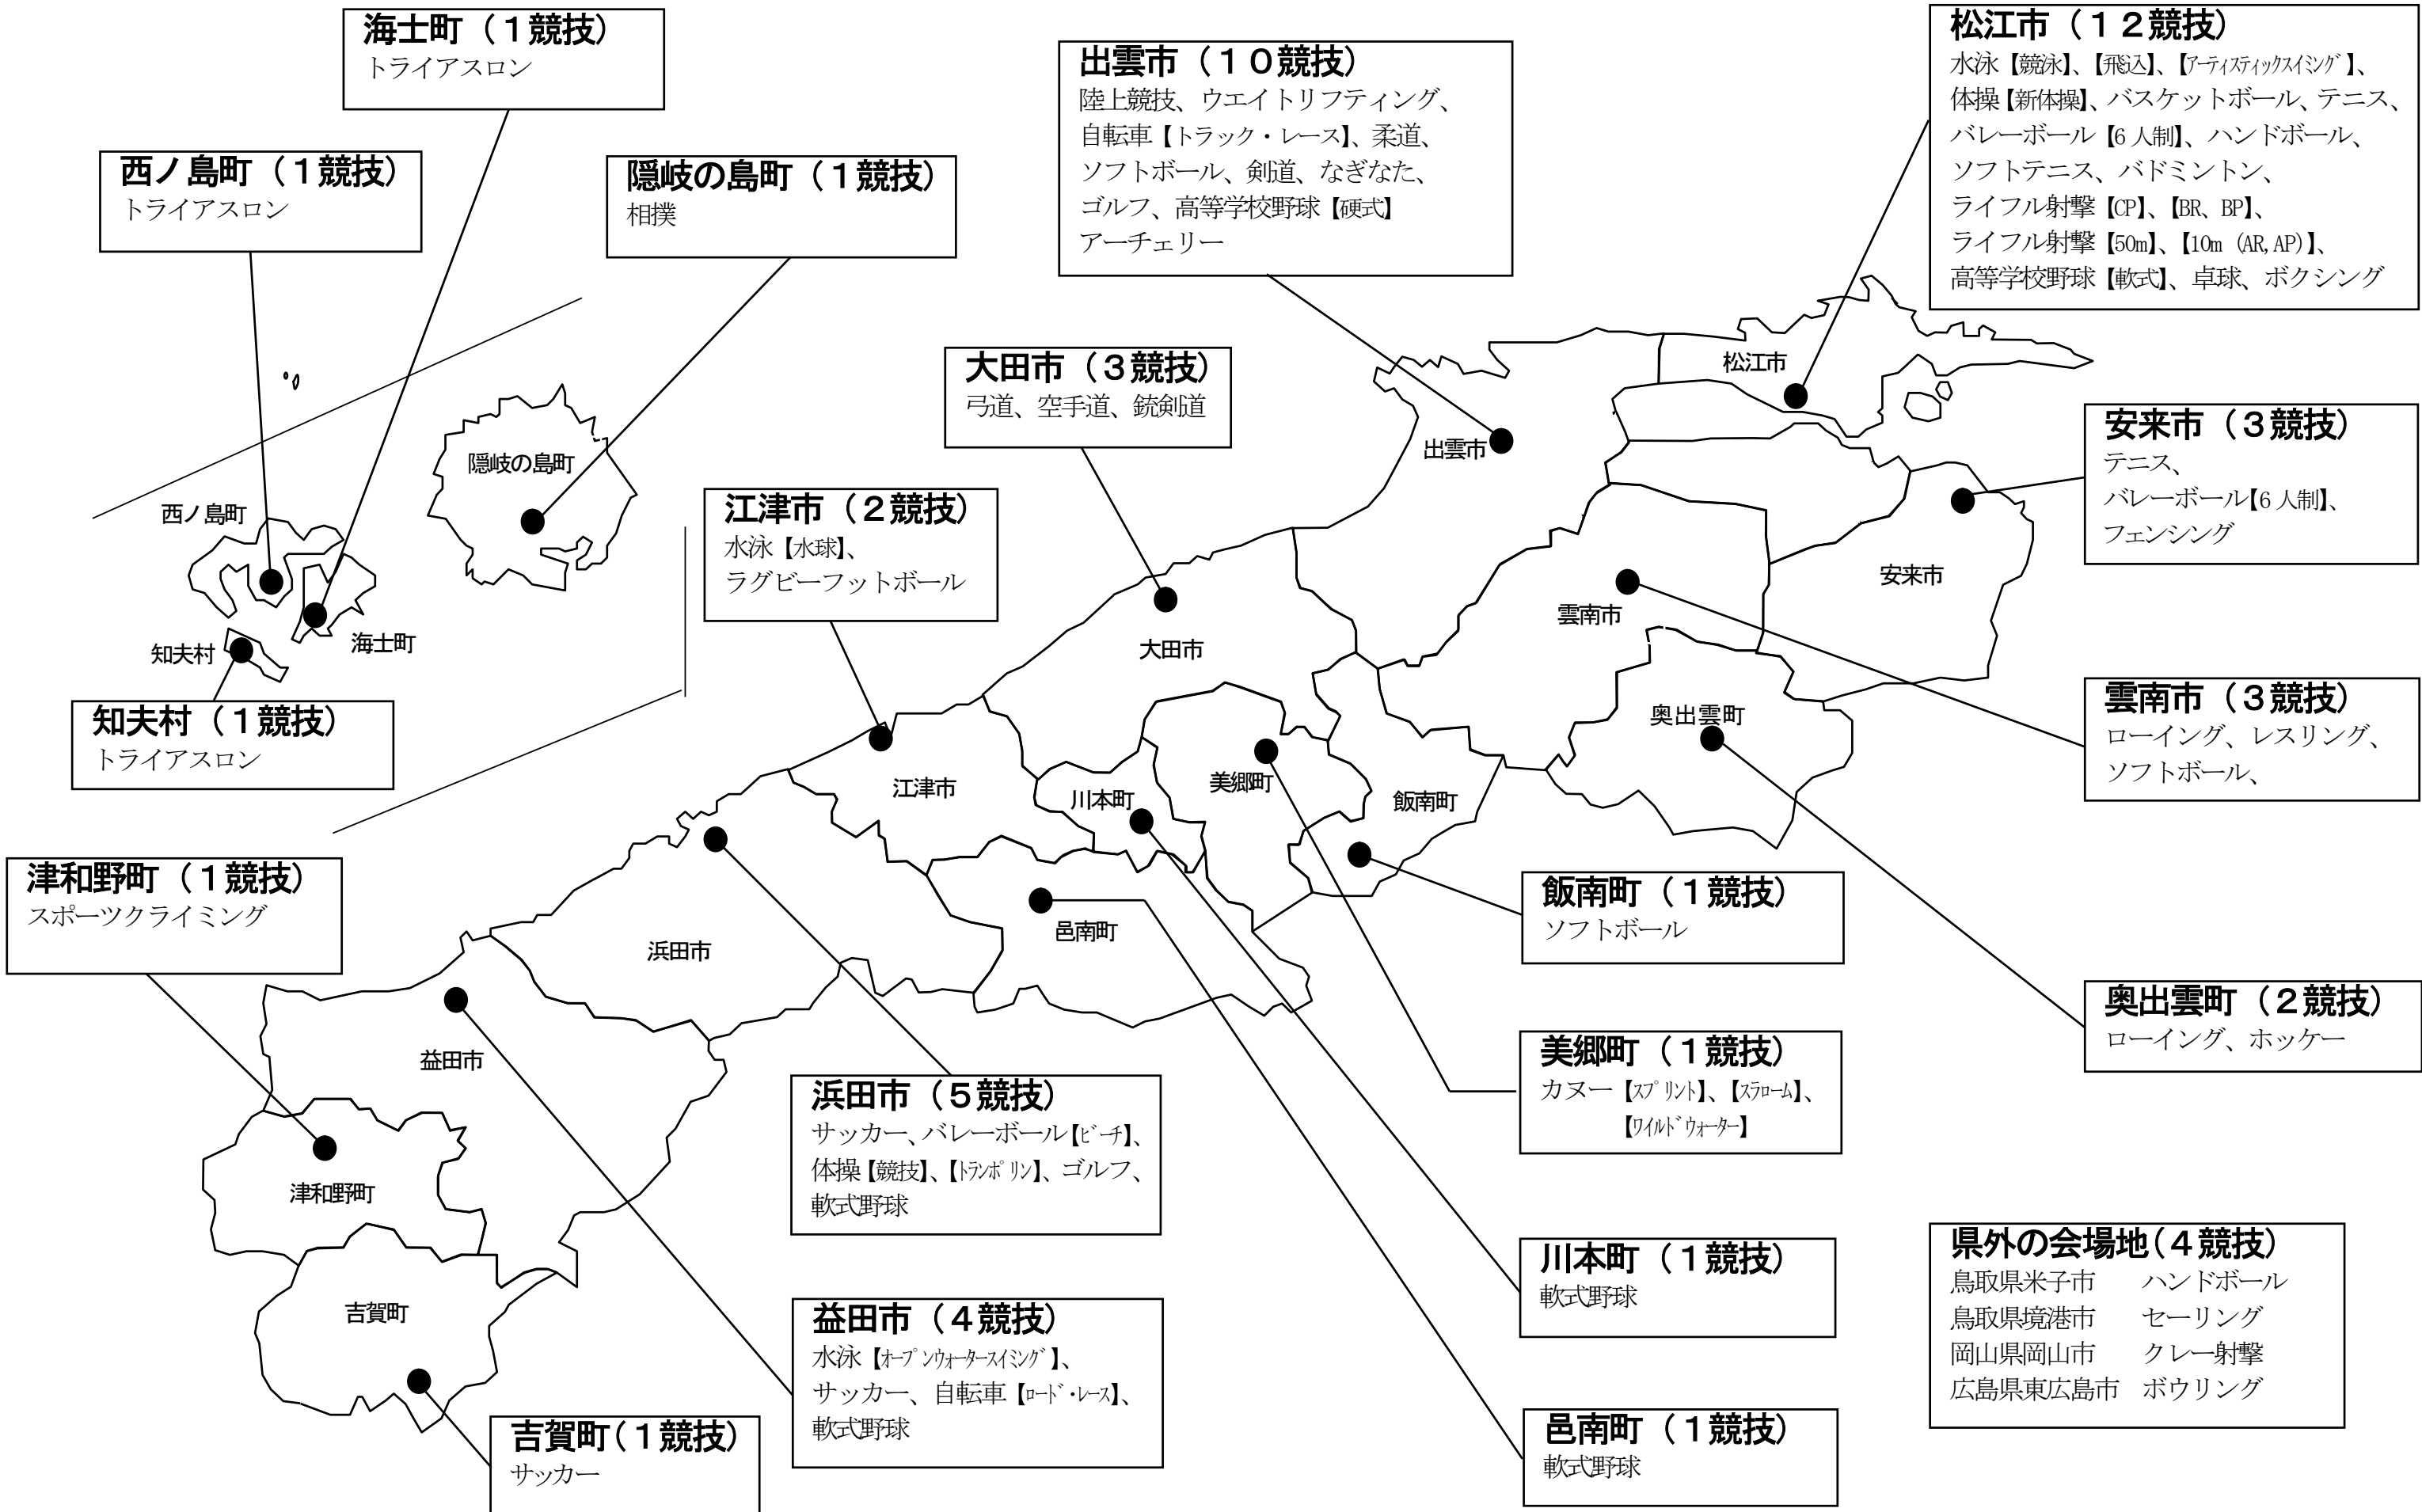 海士町（１競技）
トライアスロン
西ノ島町（１競技）
トライアスロン
隠岐の島町（１競技）
相撲
出雲市（１０競技）
陸上競技、ウエイトリフティング、
自転車【トラック・レース】、柔道、
ソフトボール、剣道、なぎなた、
ゴルフ、高等学校野球【硬式】
アーチェリー
松江市（１２競技）
水泳【競泳】、【飛込】、【ｱｰﾃｨｽﾃｨｯｸｽｲﾐﾝｸﾞ】、
体操【新体操】、バスケットボール、テニス、
バレーボール【6人制】、ハンドボール、
ソフトテニス、バドミントン、
ライフル射撃【CP】、【BR、BP】、
ライフル射撃【50m】、【10m（AR,AP)】、
高等学校野球【軟式】、卓球、ボクシング
大田市（３競技）
弓道、空手道、銃剣道
安来市（３競技）
テニス、
バレーボール【6人制】、
フェンシング
江津市（２競技）
水泳【水球】、
ラグビーフットボール
知夫村（１競技）
トライアスロン
雲南市（３競技）
ローイング、レスリング、
ソフトボール、
津和野町（１競技）
スポーツクライミング
飯南町（１競技）
ソフトボール
奥出雲町（２競技）
ローイング、ホッケー
美郷町（１競技）
カヌー【ｽﾌﾟﾘﾝﾄ】、【ｽﾗﾛｰﾑ】、
【ﾜｲﾙﾄﾞｳｫｰﾀｰ】
浜田市（５競技）
サッカー、バレーボール【ﾋﾞｰﾁ】、
体操【競技】、【ﾄﾗﾝﾎﾟﾘﾝ】、ゴルフ、
軟式野球
川本町（１競技）
軟式野球
県外の会場地(４競技)
鳥取県米子市　ハンドボール
鳥取県境港市　セーリング
岡山県岡山市　クレー射撃
広島県東広島市　ボウリング
益田市（４競技）
水泳【ｵｰﾌﾟﾝｳｫｰﾀｰｽｲﾐﾝｸﾞ】、
サッカー、自転車【ﾛｰﾄﾞ・ﾚｰｽ】、
軟式野球
邑南町（１競技）
軟式野球
吉賀町(１競技)
サッカー
松江市
出雲市
隠岐の島町
西ノ島町
安来市
雲南市
海士町
知夫村
大田市
奥出雲町
美郷町
江津市
川本町
飯南町
邑南町
浜田市
益田市
津和野町
吉賀町